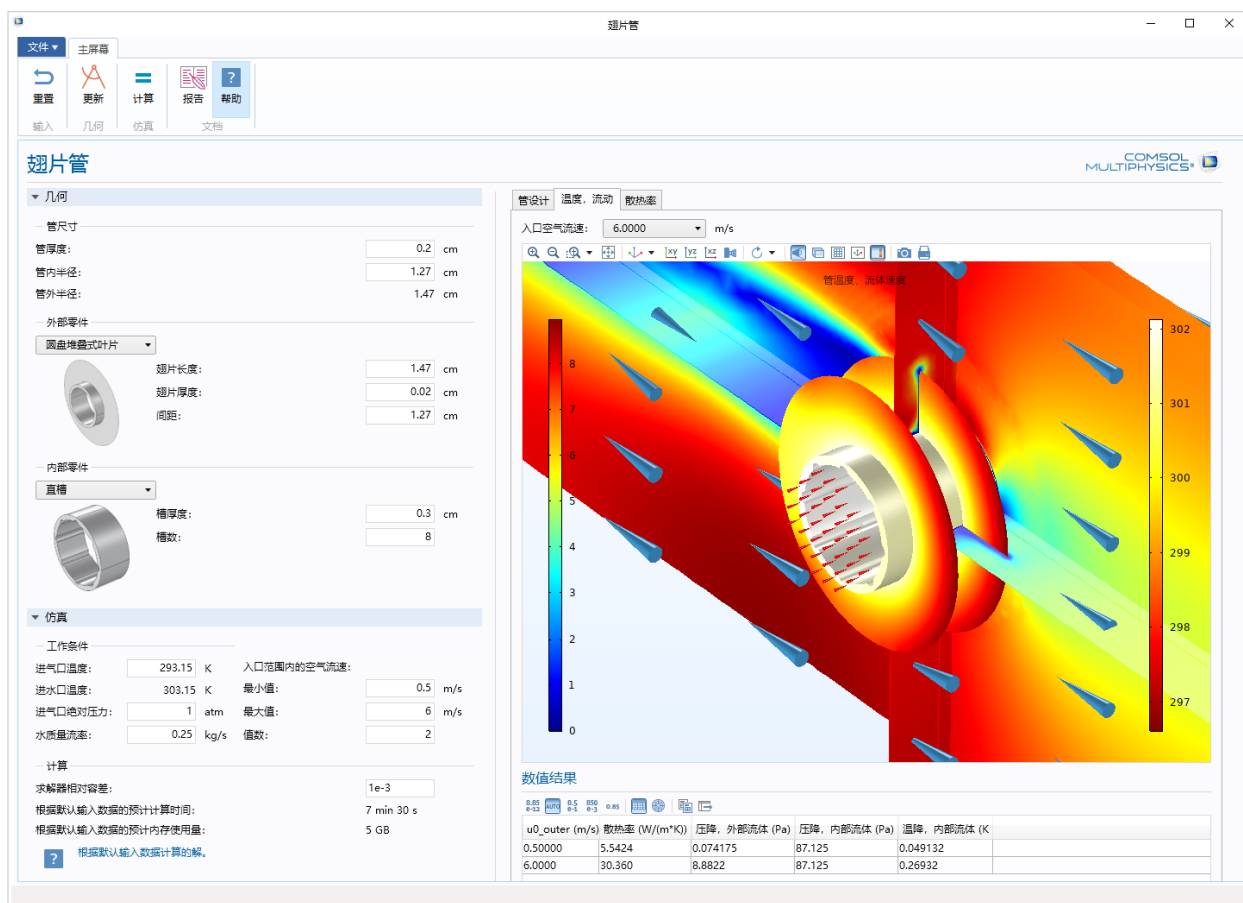 翅片管
文件 主屏幕
重置 更新 计算 报告 帮助
输入 几何 仿真 文档
翅片管
COMSOL
MULTIPHYSICS®
几何
管尺寸
管厚度: 0.2 cm
管内半径: 1.27 cm
管外半径: 1.47 cm
外部零件
圆盘堆叠式叶片
翅片长度: 1.47 cm
翅片厚度: 0.02 cm
间距: 1.27 cm
内部零件
直槽
槽厚度: 0.3 cm
槽数: 8
仿真
工作条件
进气口温度: 293.15 K 入口范围内的空气流速:
进水口温度: 303.15 K 最小值: 0.5 m/s
进气口绝对压力: 1 atm 最大值: 6 m/s
水质量流率: 0.25 kg/s 值数: 2
计算
求解器相对容差: 1e-3
根据默认输入数据的预计计算时间: 7 min 30 s
根据默认输入数据的预计内存使用量: 5 GB
? 根据默认输入数据计算的解。
管设计 温度，流动 散热率
入口空气流速: 6.0000 m/s
xy yz xz
管温度，流体速度
8
7
6
5
4
3
2
1
0
302
301
300
299
298
297
数值结果
8.85 e-12 AUTO 8.5 e-1 850 e-3 0.85
u0_outer (m/s) 散热率 (W/(m*K)) 压降，外部流体 (Pa) 压降，内部流体 (Pa) 温降，内部流体 (K
0.50000 5.5424 0.074175 87.125 0.049132
6.0000 30.360 8.8822 87.125 0.26932